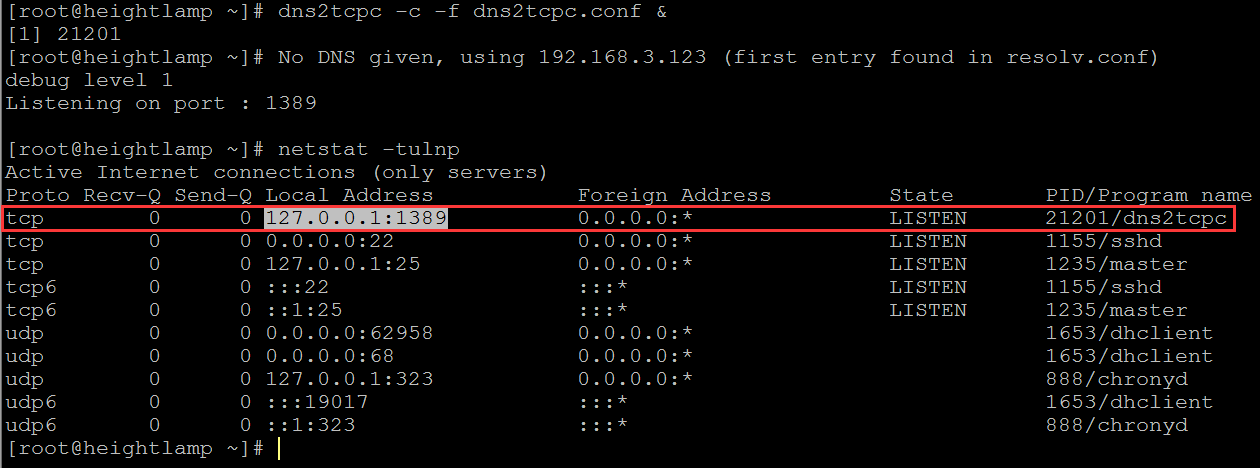 [root@heightlamp ~]# dns2tcpc -c -f dns2tcpc.conf &
[1] 21201
[root@heightlamp ~]# No DNS given, using 192.168.3.123 (first entry found in resolv.conf)
debug level 1
Listening on port : 1389
[root@heightlamp ~]# netstat -tulnp
Active Internet connections (only servers)
Proto Recv-Q Send-Q Local Address           Foreign Address         State       PID/Program name
tcp        0      0 127.0.0.1:1389          0.0.0.0:*               LISTEN      21201/dns2tcpc
tcp        0      0 0.0.0.0:22              0.0.0.0:*               LISTEN      1155/sshd
tcp        0      0 127.0.0.1:25            0.0.0.0:*               LISTEN      1235/master
tcp6       0      0 :::22                   :::*                    LISTEN      1155/sshd
tcp6       0      0 ::1:25                  :::*                    LISTEN      1235/master
udp        0      0 0.0.0.0:62958           0.0.0.0:*                           1653/dhclient
udp        0      0 0.0.0.0:68              0.0.0.0:*                           1653/dhclient
udp        0      0 127.0.0.1:323           0.0.0.0:*                           888/chronyd
udp6       0      0 :::19017                :::*                                1653/dhclient
udp6       0      0 ::1:323                 :::*                                888/chronyd
[root@heightlamp ~]#